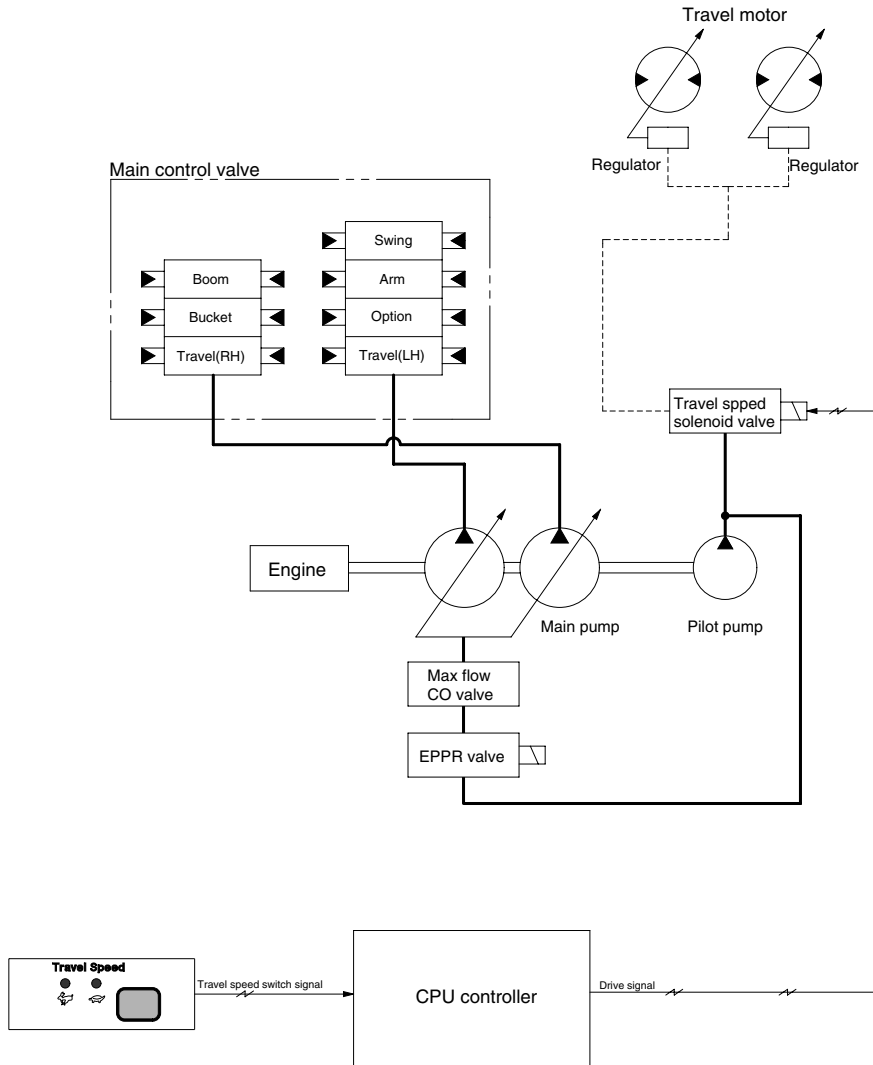 Travel motor
Regulator
Regulator
Main control valve
Swing
Boom
Arm
Bucket
Option
Travel(RH)
Travel(LH)
Travel spped
solenoid valve
Engine
Main pump
Pilot pump
Max flow
CO valve
EPPR valve
Travel Speed
Travel speed switch signal
CPU controller
Drive signal